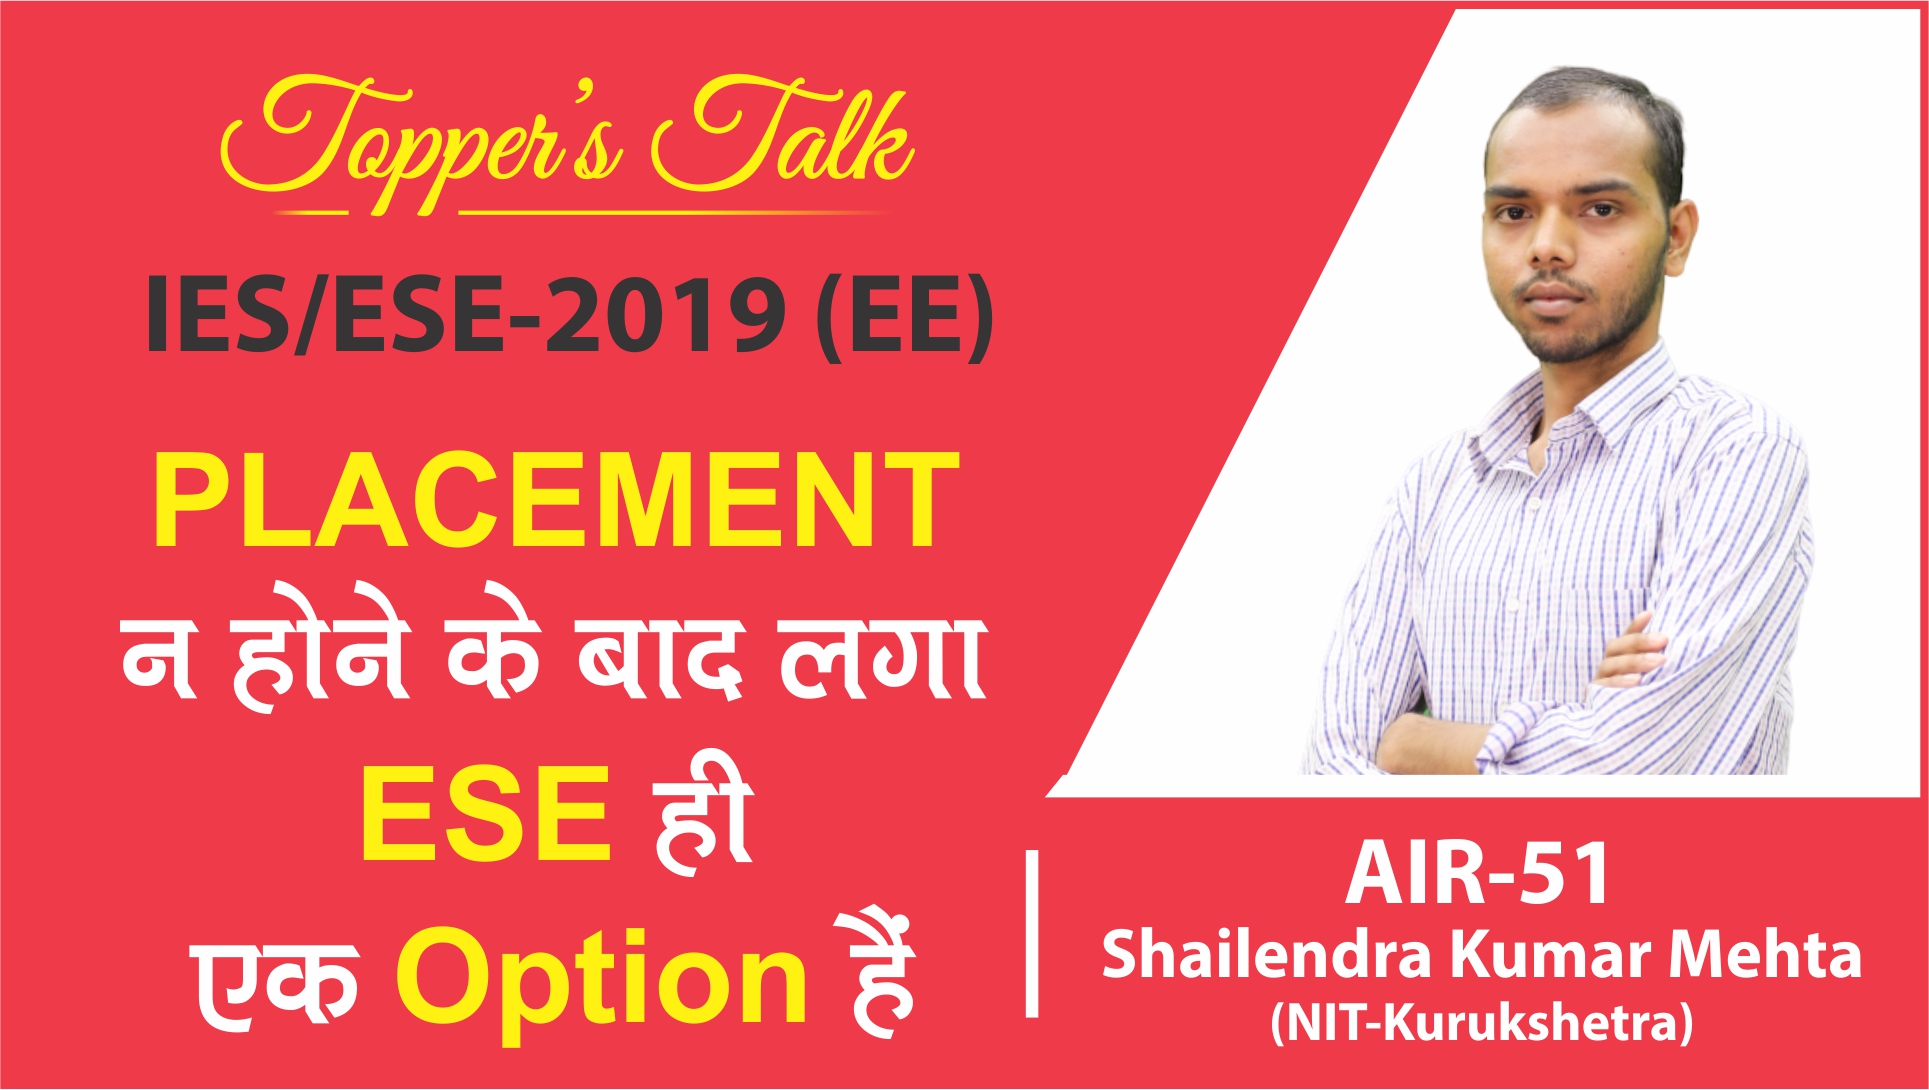 Topper's Talk
IES/ESE-2019 (EE)
PLACEMENT
न होने के बाद लगा
ESE ही
एक Option हैं
AIR-51
Shailendra Kumar Mehta
(NIT-Kurukshetra)